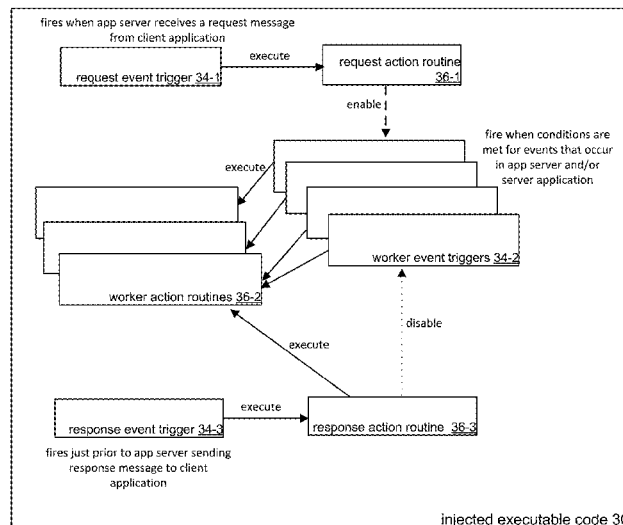 fires when app server receives a request message
from client application
execute
request event trigger 34-1
request action routine
36-1
enable
fire when conditions are
met for events that occur
in app server and/or
server application
execute
worker event triggers 34-2
worker action routines 36-2
disable
execute
execute
response event trigger 34-3
response action routine 36-3
fires just prior to app server sending
response message to client
application
injected executable code